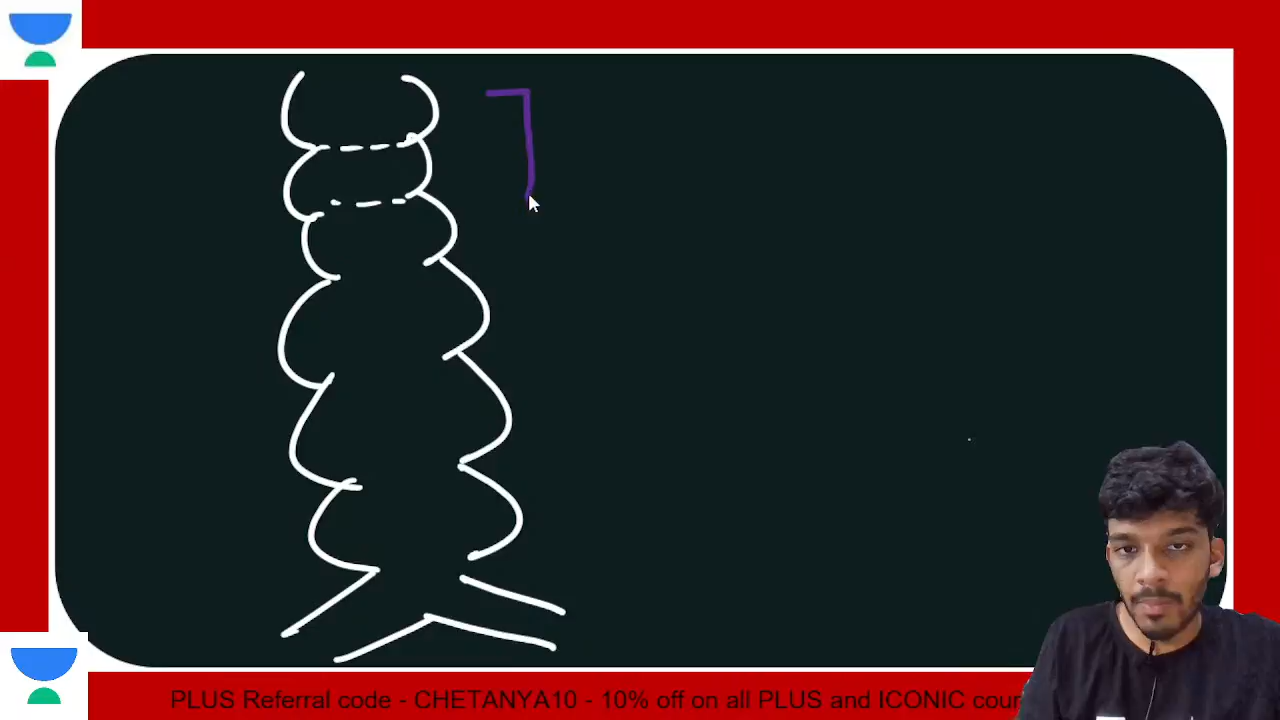 PLUS Referral code - CHETANYA10 - 10% off on all PLUS and ICONIC cour